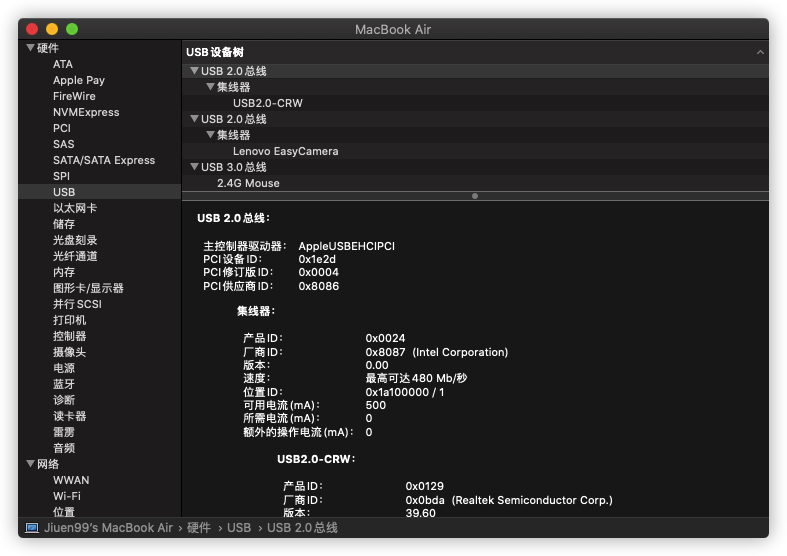 MacBook Air
硬件
ATA
Apple Pay
FireWire
NVMExpress
PCI
SAS
SATA/SATA Express
SPI
USB
以太网卡
储存
光盘刻录
光纤通道
内存
图形卡/显示器
并行 SCSI
打印机
控制器
摄像头
电源
蓝牙
诊断
读卡器
雷雳
音频
网络
WWAN
Wi-Fi
位置
USB 设备树
USB 2.0 总线
集线器
USB2.0-CRW
USB 2.0 总线
集线器
Lenovo EasyCamera
USB 3.0 总线
2.4G Mouse
USB 2.0 总线：
主控制器驱动器： AppleUSBEHCIPCI
PCI 设备 ID： 0x1e2d
PCI 修订版 ID： 0x0004
PCI 供应商 ID： 0x8086
集线器：
产品 ID： 0x0024
厂商 ID： 0x8087 (Intel Corporation)
版本： 0.00
速度： 最高可达 480 Mb/秒
位置 ID： 0x1a100000 / 1
可用电流 (mA)： 500
所需电流 (mA)： 0
额外的操作电流 (mA)： 0
USB2.0-CRW：
产品 ID： 0x0129
厂商 ID： 0x0bda (Realtek Semiconductor Corp.)
版本： 39.60
Jiuen99's MacBook Air › 硬件 › USB › USB 2.0 总线